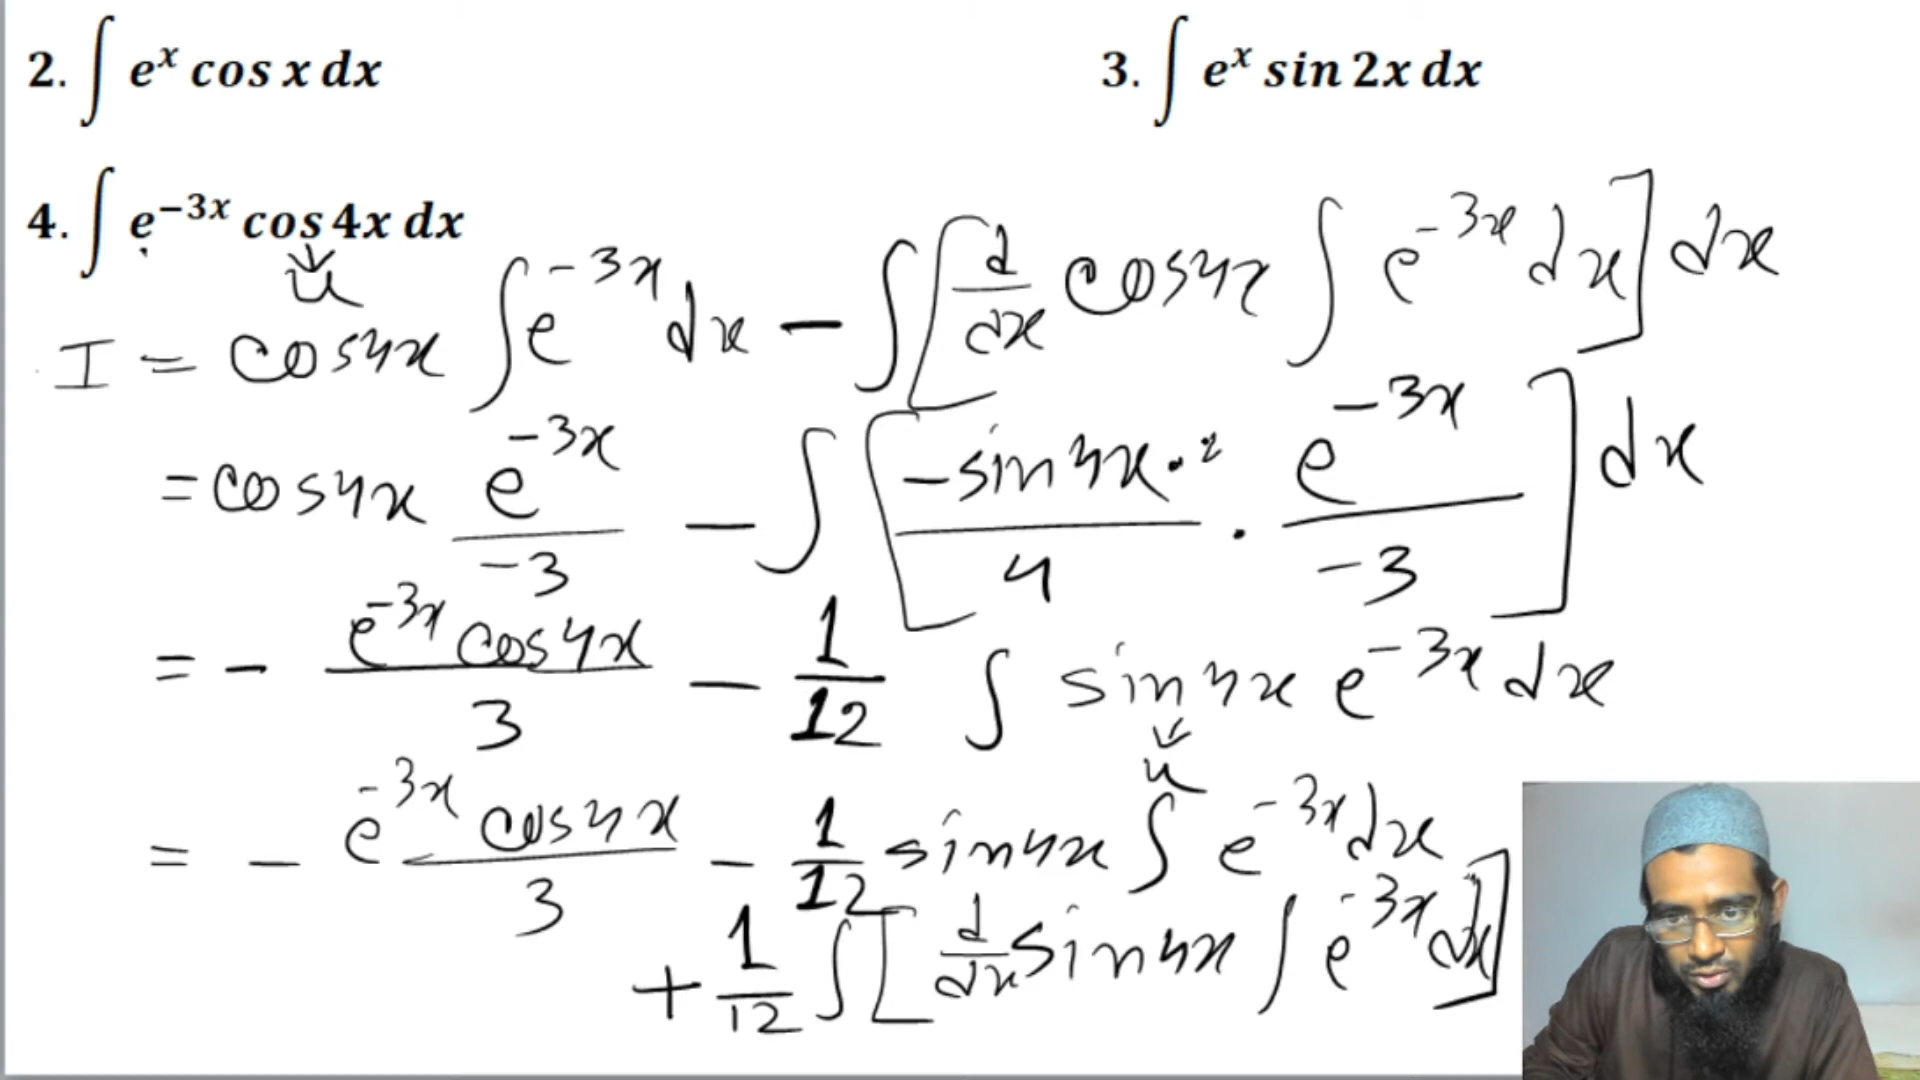 2. ∫ e^x cos x dx
3. ∫ e^x sin 2x dx
4. ∫ e^{-3x} cos 4x dx
u
I = cos4x ∫ e^{-3x} dx - ∫ [ d/dx cos4x ∫ e^{-3x} dx ] dx
= cos4x e^{-3x}/-3 - ∫ [ -sin4x/4 · e^{-3x}/-3 ] dx
= - e^{-3x} cos4x/3 - 1/12 ∫ sin4x e^{-3x} dx
u
= - e^{-3x} cos4x/3 - 1/12 sin4x ∫ e^{-3x} dx
+ 1/12 ∫ [ d/dx sin4x ∫ e^{-3x} dx ]